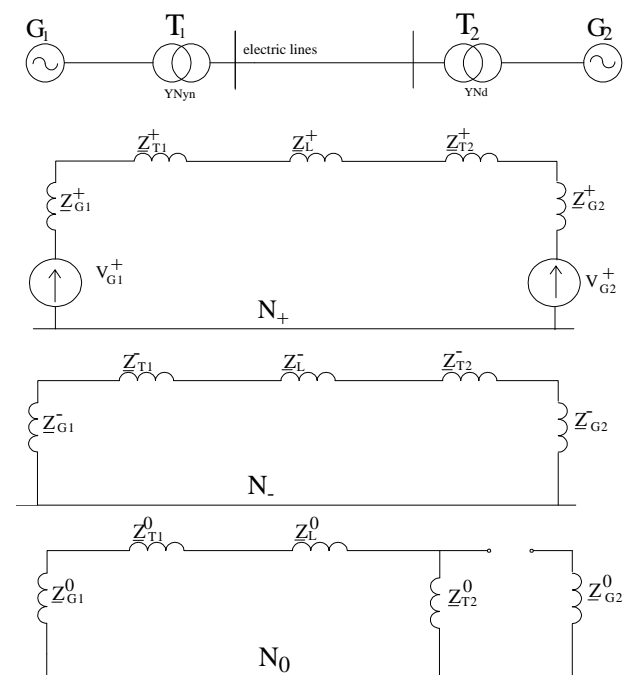 G1 T1 T2 G2
electric lines
YNyn YNd
Z+T1 Z+L Z+T2
Z+G1 Z+G2
V+G1 V+G2
N+
Z-T1 Z-L Z-T2
Z-G1 Z-G2
N-
Z0T1 Z0L
Z0G1 Z0T2 Z0G2
N0